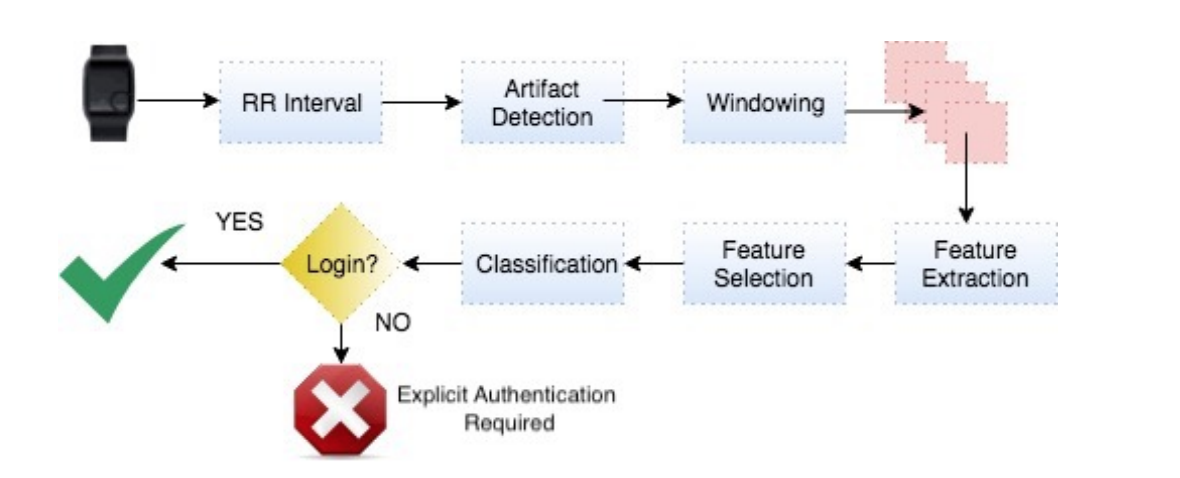 RR Interval
Artifact
Detection
Windowing
YES
Login?
Classification
Feature
Selection
Feature
Extraction
NO
Explicit Authentication
Required